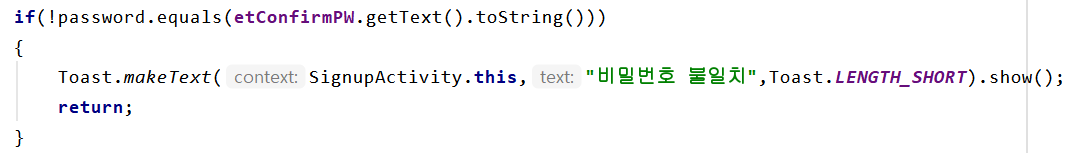 if(!password.equals(etConfirmPW.getText().toString()))
{
Toast.makeText( context: SignupActivity.this, text: "비밀번호 불일치",Toast.LENGTH_SHORT).show();
return;
}